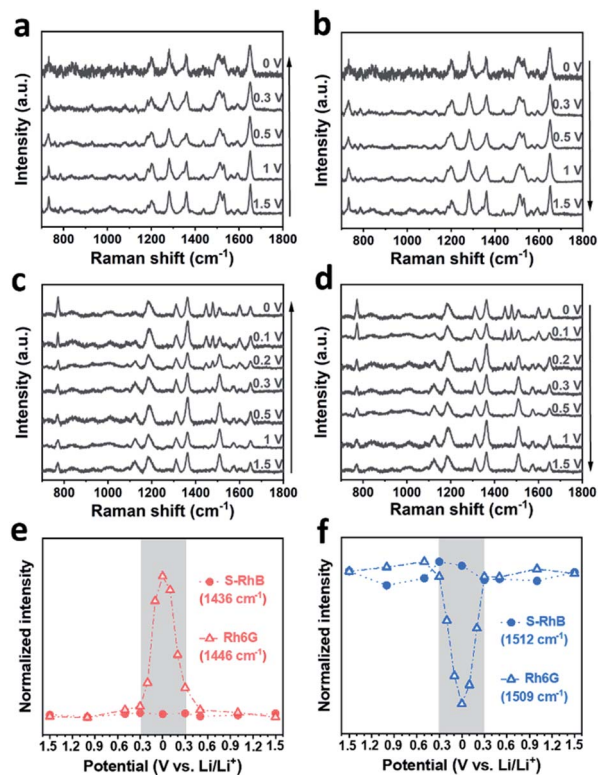 a
0 V
0.3 V
0.5 V
1 V
1.5 V
Intensity (a.u.)
800 1000 1200 1400 1600 1800
Raman shift (cm⁻¹)
b
0 V
0.3 V
0.5 V
1 V
1.5 V
Intensity (a.u.)
800 1000 1200 1400 1600 1800
Raman shift (cm⁻¹)
c
0 V
0.1 V
0.2 V
0.3 V
0.5 V
1 V
1.5 V
Intensity (a.u.)
800 1000 1200 1400 1600 1800
Raman shift (cm⁻¹)
d
0 V
0.1 V
0.2 V
0.3 V
0.5 V
1 V
1.5 V
Intensity (a.u.)
800 1000 1200 1400 1600 1800
Raman shift (cm⁻¹)
e
S-RhB
(1436 cm⁻¹)
Rh6G
(1446 cm⁻¹)
Normalized intensity
1.5 1.2 0.9 0.6 0.3 0 0.3 0.6 0.9 1.2 1.5
Potential (V vs. Li/Li⁺)
f
S-RhB
(1512 cm⁻¹)
Rh6G
(1509 cm⁻¹)
Normalized intensity
1.5 1.2 0.9 0.6 0.3 0 0.3 0.6 0.9 1.2 1.5
Potential (V vs. Li/Li⁺)